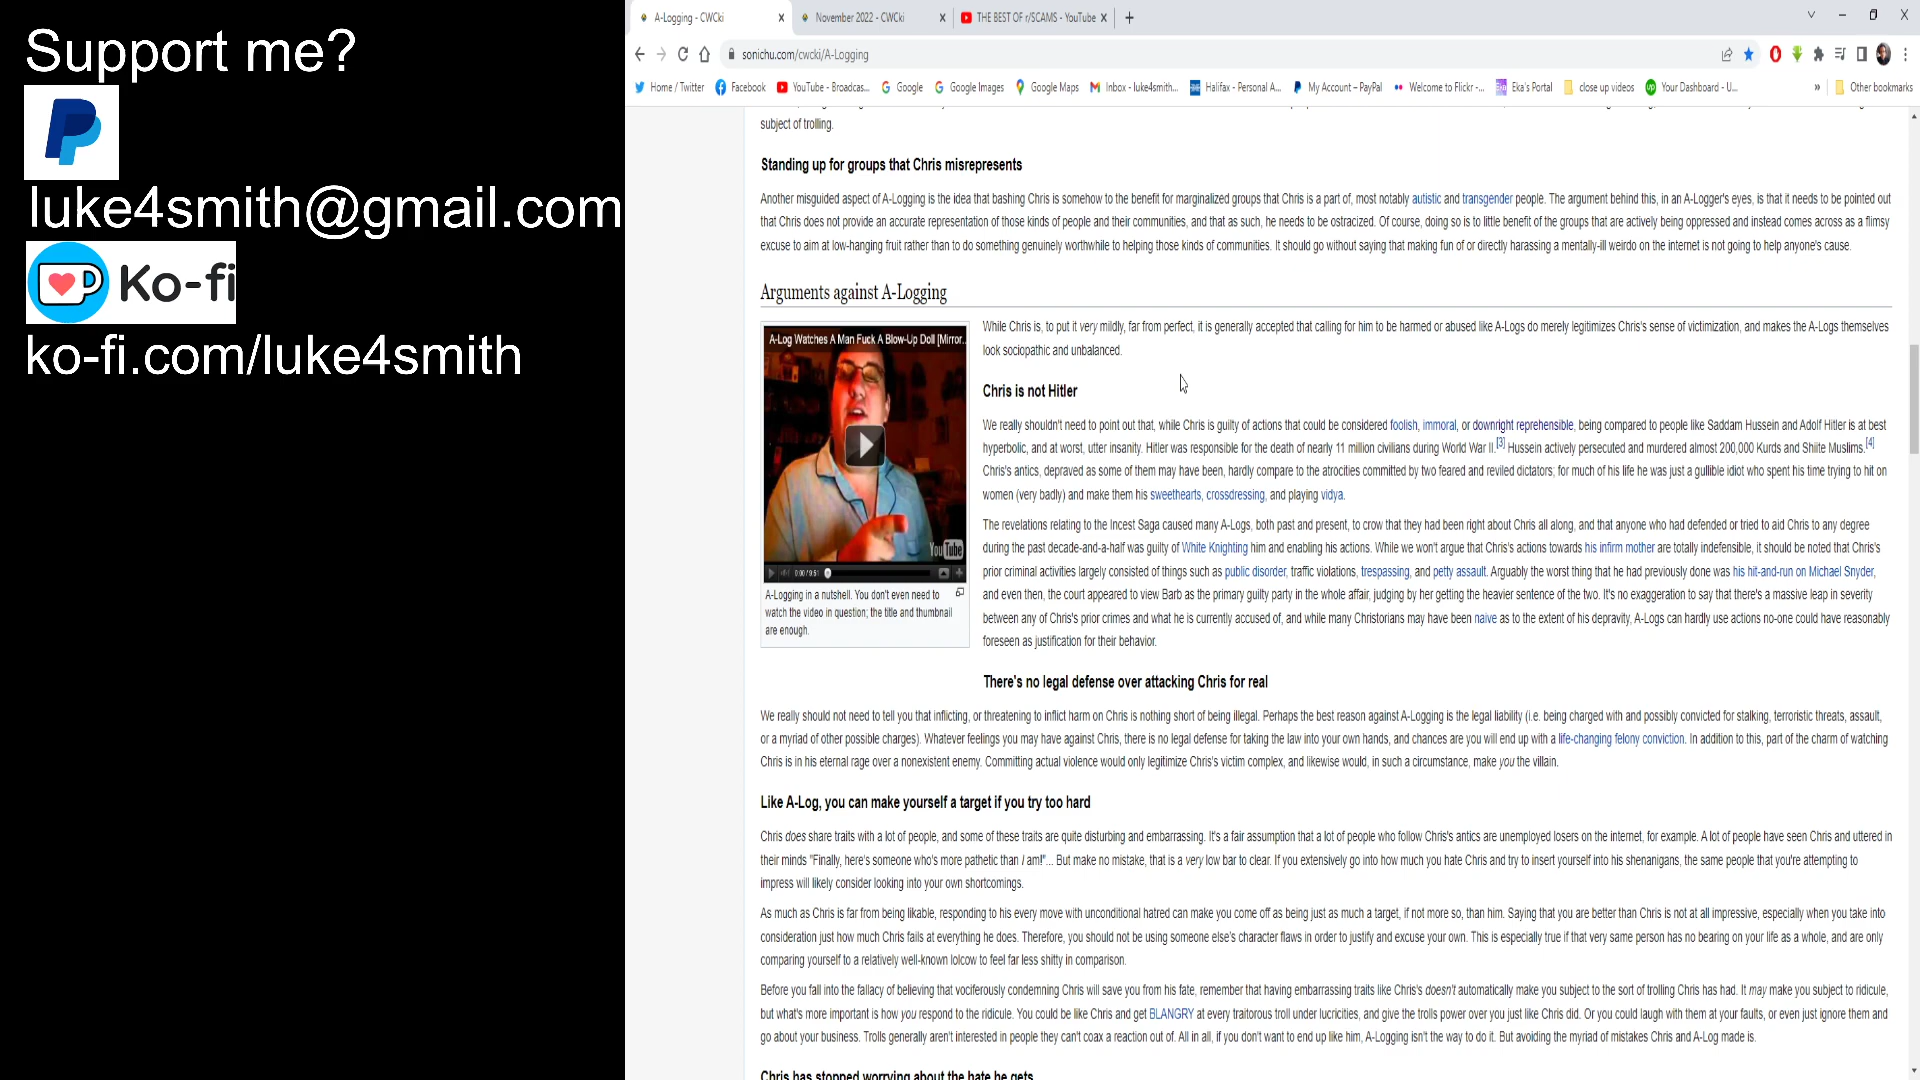 Support me?
luke4smith@gmail.com
Ko-fi
ko-fi.com/luke4smith
A-Logging - CWCki
November 2022 - CWCki
THE BEST OF r/SCAMS - YouTube
sonichu.com/cwcki/A-Logging
Home / Twitter Facebook YouTube - Broadcas... Google Google Images Google Maps Inbox - luke4smith... Halifax - Personal A... My Account – PayPal Welcome to Flickr -... Eka's Portal close up videos Your Dashboard - U... » Other bookmarks
subject of trolling.
Standing up for groups that Chris misrepresents
Another misguided aspect of A-Logging is the idea that bashing Chris is somehow to the benefit for marginalized groups that Chris is a part of, most notably autistic and transgender people. The argument behind this, in an A-Logger's eyes, is that it needs to be pointed out
that Chris does not provide an accurate representation of those kinds of people and their communities, and that as such, he needs to be ostracized. Of course, doing so is to little benefit of the groups that are actively being oppressed and instead comes across as a flimsy
excuse to aim at low-hanging fruit rather than to do something genuinely worthwhile to helping those kinds of communities. It should go without saying that making fun of or directly harassing a mentally-ill weirdo on the internet is not going to help anyone's cause.
Arguments against A-Logging
A-Log Watches A Man Fuck A Blow-Up Doll [Mirror...
YouTube
0:00 / 9:51
A-Logging in a nutshell. You don't even need to
watch the video in question; the title and thumbnail
are enough.
While Chris is, to put it very mildly, far from perfect, it is generally accepted that calling for him to be harmed or abused like A-Logs do merely legitimizes Chris's sense of victimization, and makes the A-Logs themselves
look sociopathic and unbalanced.
Chris is not Hitler
We really shouldn't need to point out that, while Chris is guilty of actions that could be considered foolish, immoral, or downright reprehensible, being compared to people like Saddam Hussein and Adolf Hitler is at best
hyperbolic, and at worst, utter insanity. Hitler was responsible for the death of nearly 11 million civilians during World War II.[3] Hussein actively persecuted and murdered almost 200,000 Kurds and Shiite Muslims.[4]
Chris's antics, depraved as some of them may have been, hardly compare to the atrocities committed by two feared and reviled dictators; for much of his life he was just a gullible idiot who spent his time trying to hit on
women (very badly) and make them his sweethearts, crossdressing, and playing vidya.
The revelations relating to the Incest Saga caused many A-Logs, both past and present, to crow that they had been right about Chris all along, and that anyone who had defended or tried to aid Chris to any degree
during the past decade-and-a-half was guilty of White Knighting him and enabling his actions. While we won't argue that Chris's actions towards his infirm mother are totally indefensible, it should be noted that Chris's
prior criminal activities largely consisted of things such as public disorder, traffic violations, trespassing, and petty assault. Arguably the worst thing that he had previously done was his hit-and-run on Michael Snyder,
and even then, the court appeared to view Barb as the primary guilty party in the whole affair, judging by her getting the heavier sentence of the two. It's no exaggeration to say that there's a massive leap in severity
between any of Chris's prior crimes and what he is currently accused of, and while many Christorians may have been naive as to the extent of his depravity, A-Logs can hardly use actions no-one could have reasonably
foreseen as justification for their behavior.
There's no legal defense over attacking Chris for real
We really should not need to tell you that inflicting, or threatening to inflict harm on Chris is nothing short of being illegal. Perhaps the best reason against A-Logging is the legal liability (i.e. being charged with and possibly convicted for stalking, terroristic threats, assault,
or a myriad of other possible charges). Whatever feelings you may have against Chris, there is no legal defense for taking the law into your own hands, and chances are you will end up with a life-changing felony conviction. In addition to this, part of the charm of watching
Chris is in his eternal rage over a nonexistent enemy. Committing actual violence would only legitimize Chris's victim complex, and likewise would, in such a circumstance, make you the villain.
Like A-Log, you can make yourself a target if you try too hard
Chris does share traits with a lot of people, and some of these traits are quite disturbing and embarrassing. It's a fair assumption that a lot of people who follow Chris's antics are unemployed losers on the internet, for example. A lot of people have seen Chris and uttered in
their minds "Finally, here's someone who's more pathetic than I am!"... But make no mistake, that is a very low bar to clear. If you extensively go into how much you hate Chris and try to insert yourself into his shenanigans, the same people that you're attempting to
impress will likely consider looking into your own shortcomings.
As much as Chris is far from being likable, responding to his every move with unconditional hatred can make you come off as being just as much a target, if not more so, than him. Saying that you are better than Chris is not at all impressive, especially when you take into
consideration just how much Chris fails at everything he does. Therefore, you should not be using someone else's character flaws in order to justify and excuse your own. This is especially true if that very same person has no bearing on your life as a whole, and are only
comparing yourself to a relatively well-known lolcow to feel far less shitty in comparison.
Before you fall into the fallacy of believing that vociferously condemning Chris will save you from his fate, remember that having embarrassing traits like Chris's doesn't automatically make you subject to the sort of trolling Chris has had. It may make you subject to ridicule,
but what's more important is how you respond to the ridicule. You could be like Chris and get BLANGRY at every traitorous troll under lucricities, and give the trolls power over you just like Chris did. Or you could laugh with them at your faults, or even just ignore them and
go about your business. Trolls generally aren't interested in people they can't coax a reaction out of. All in all, if you don't want to end up like him, A-Logging isn't the way to do it. But avoiding the myriad of mistakes Chris and A-Log made is.
Chris has stopped worrying about the hate he gets